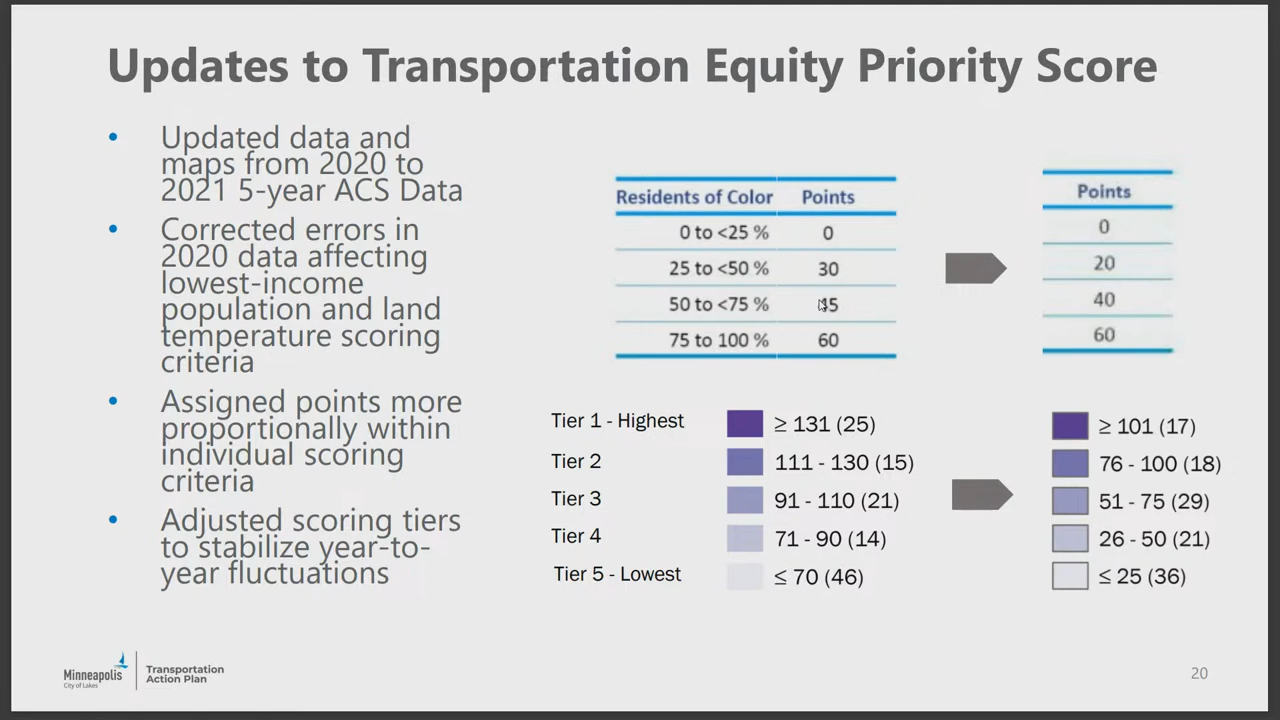 Updates to Transportation Equity Priority Score
• Updated data and
maps from 2020 to
2021 5-year ACS Data
• Corrected errors in
2020 data affecting
lowest-income
population and land
temperature scoring
criteria
• Assigned points more
proportionally within
individual scoring
criteria
• Adjusted scoring tiers
to stabilize year-to-
year fluctuations
Residents of Color Points
0 to <25 % 0
25 to <50 % 30
50 to <75 %
75 to 100 % 60
Points
0
20
40
60
Tier 1 - Highest ≥ 131 (25)
Tier 2 111 - 130 (15)
Tier 3 91 - 110 (21)
Tier 4 71 - 90 (14)
Tier 5 - Lowest ≤ 70 (46)
≥ 101 (17)
76 - 100 (18)
51 - 75 (29)
26 - 50 (21)
≤ 25 (36)
Minneapolis
City of Lakes
Transportation
Action Plan
20